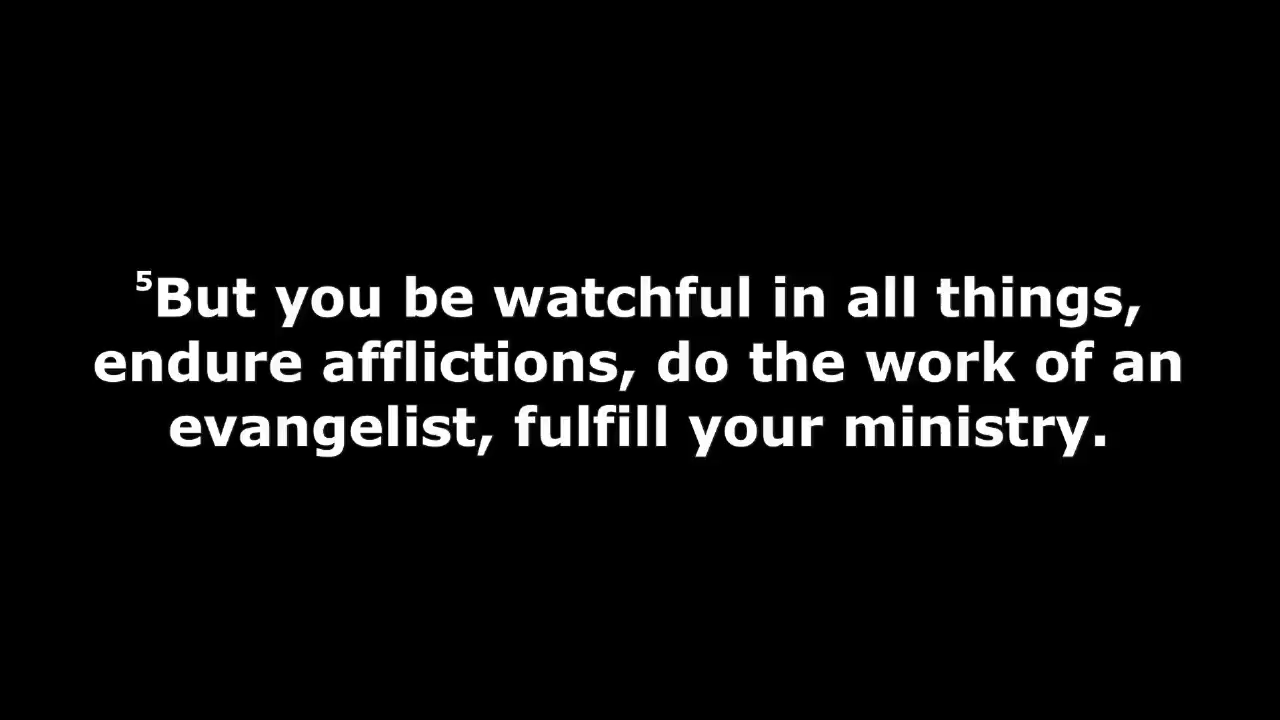 ⁵But you be watchful in all things,
endure afflictions, do the work of an
evangelist, fulfill your ministry.